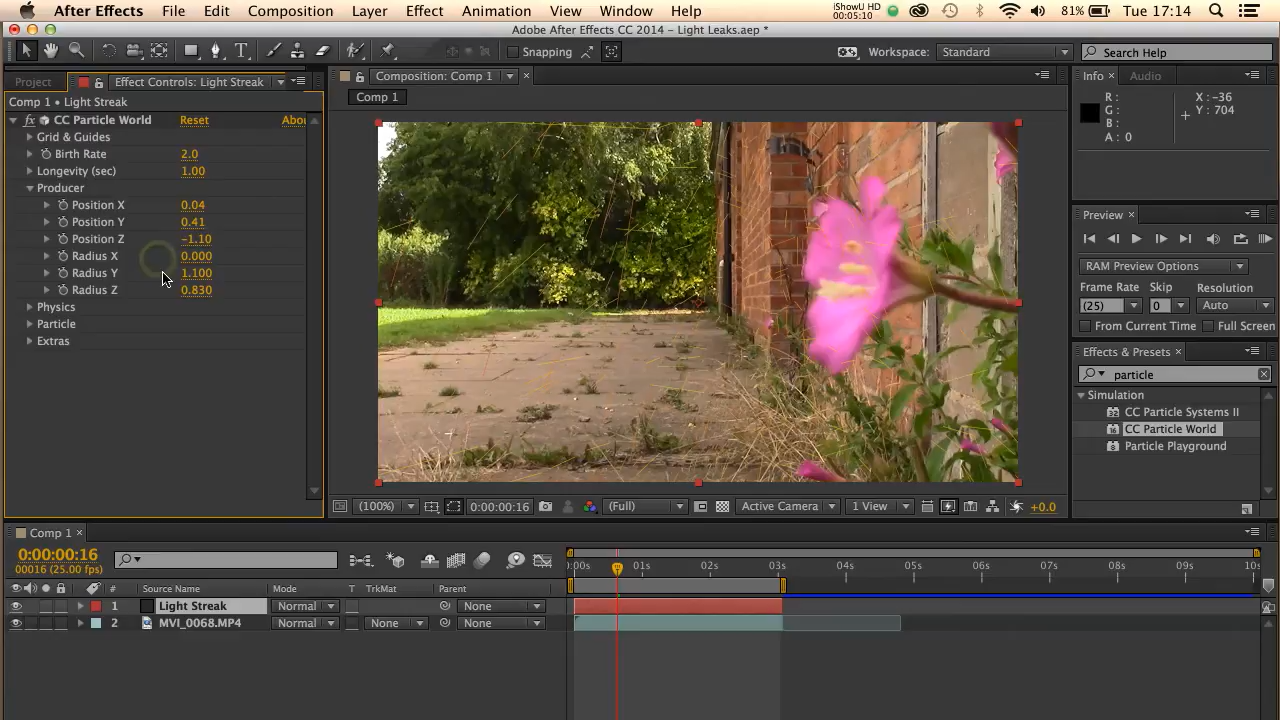 After Effects File Edit Composition Layer Effect Animation View Window Help iShowU HD 00:05:10 81% Tue 17:14
Adobe After Effects CC 2014 – Light Leaks.aep *
Snapping Workspace: Standard Search Help
Project Effect Controls: Light Streak Composition: Comp 1 Info Audio
Comp 1 • Light Streak
Comp 1
CC Particle World Reset Abou
Grid & Guides
Birth Rate 2.0
Longevity (sec) 1.00
Producer
Position X 0.04
Position Y 0.41
Position Z –1.10
Radius X 0.000
Radius Y 1.100
Radius Z 0.830
Physics
Particle
Extras
R:
G:
B:
A: 0
X: –36
Y: 704
Preview
RAM Preview Options
Frame Rate Skip Resolution
(25) 0 Auto
From Current Time Full Screen
Effects & Presets
particle
Simulation
CC Particle Systems II
CC Particle World
Particle Playground
(100%) 0:00:00:16 (Full) Active Camera 1 View +0.0
Comp 1
0:00:00:16
00016 (25.00 fps)
:00s 01s 02s 03s 04s 05s 06s 07s 08s 09s 10s
# Source Name Mode T TrkMat Parent
1 Light Streak Normal None
2 MVI_0068.MP4 Normal None None